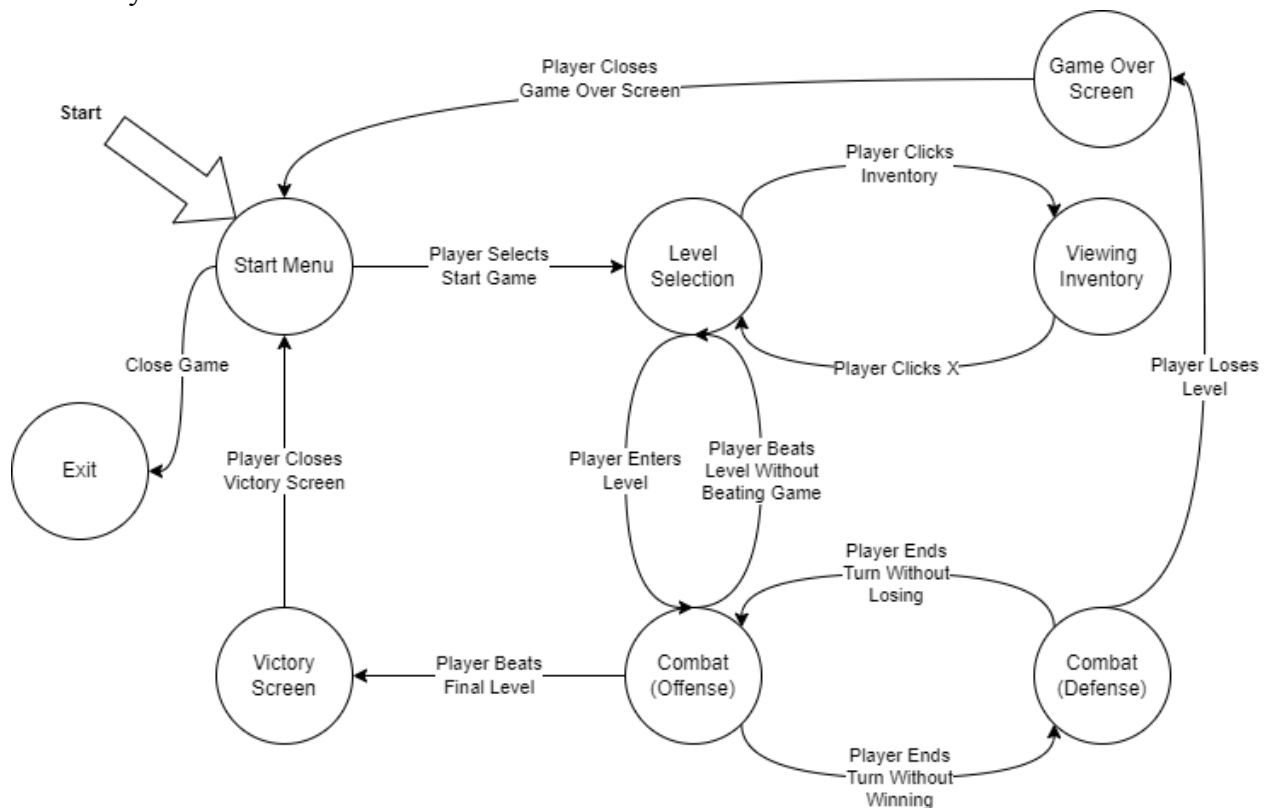 Player Closes
Game Over Screen
Game Over
Screen
Start
Player Clicks
Inventory
Start Menu
Player Selects
Start Game
Level
Selection
Viewing
Inventory
Close Game
Player Clicks X
Player Loses
Level
Exit
Player Closes
Victory Screen
Player Enters
Level
Player Beats
Level Without
Beating Game
Player Ends
Turn Without
Losing
Victory
Screen
Player Beats
Final Level
Combat
(Offense)
Combat
(Defense)
Player Ends
Turn Without
Winning